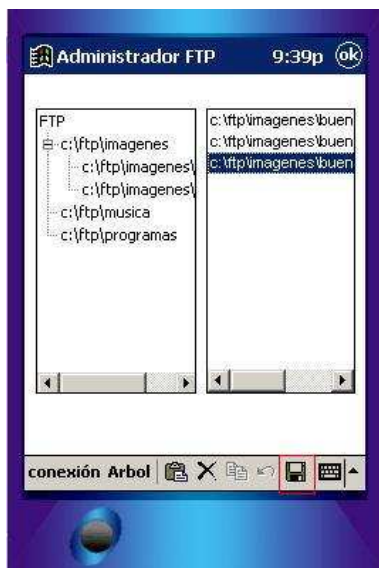 Administrador FTP 9:39p ok
FTP
c:\ftp\imagenes
c:\ftp\imagenes\
c:\ftp\imagenes\
c:\ftp\musica
c:\ftp\programas
c:\ftp\imagenes\buen
c:\ftp\imagenes\buen
c:\ftp\imagenes\buen
conexión Arbol